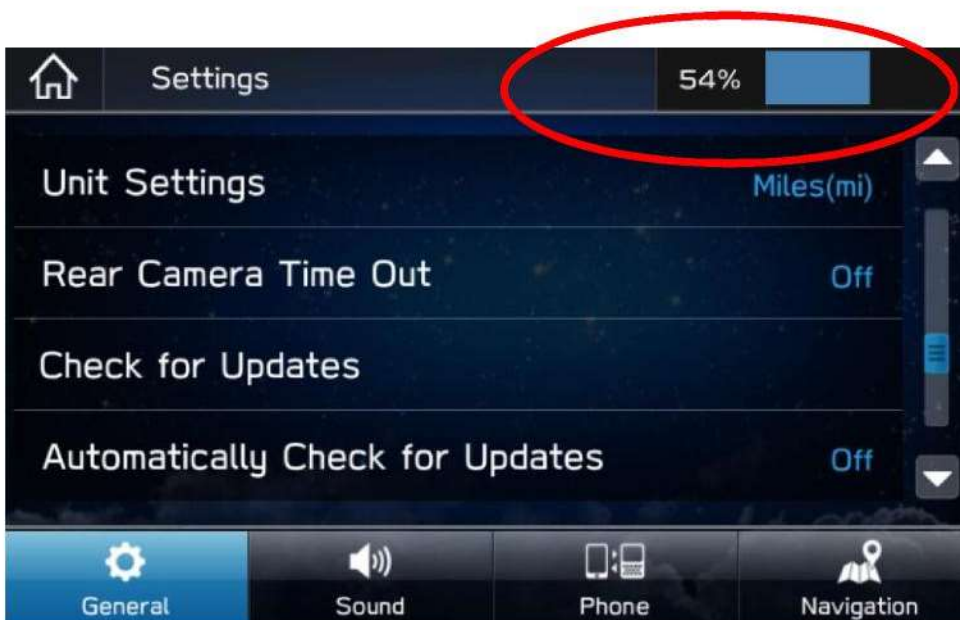 Settings
54%
Unit Settings Miles(mi)
Rear Camera Time Out Off
Check for Updates
Automatically Check for Updates Off
General Sound Phone Navigation